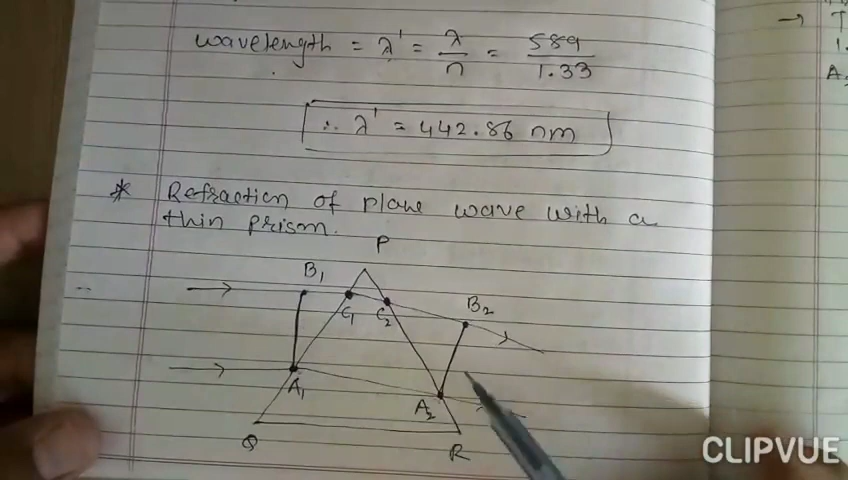 wavelength = λ' = λ/n = 589/1.33
∴ λ' = 442.86 nm
* Refraction of plane wave with a
thin prism.
P
B₁
B₂
C₁ C₂
A₁
A₂
Q
R
→ T
1.
A
CLIPVUE